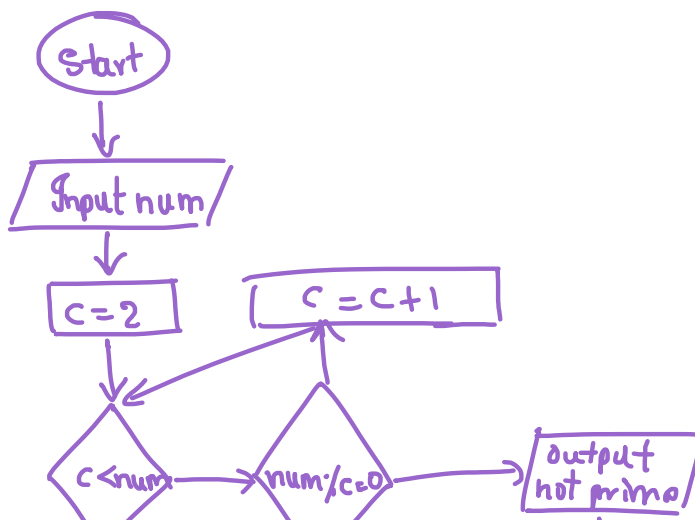 Start
Input num
c=2
c=c+1
c<num
num%c=0
output
not prime